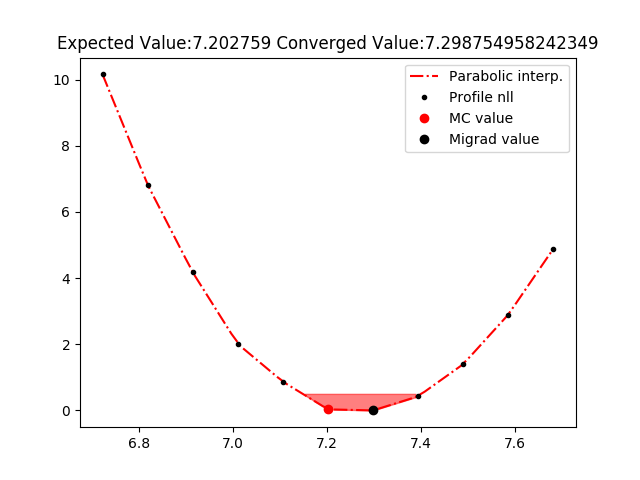 Expected Value:7.202759 Converged Value:7.298754958242349
Parabolic interp.
Profile nll
MC value
Migrad value
10
8
6
4
2
0
6.8 7.0 7.2 7.4 7.6